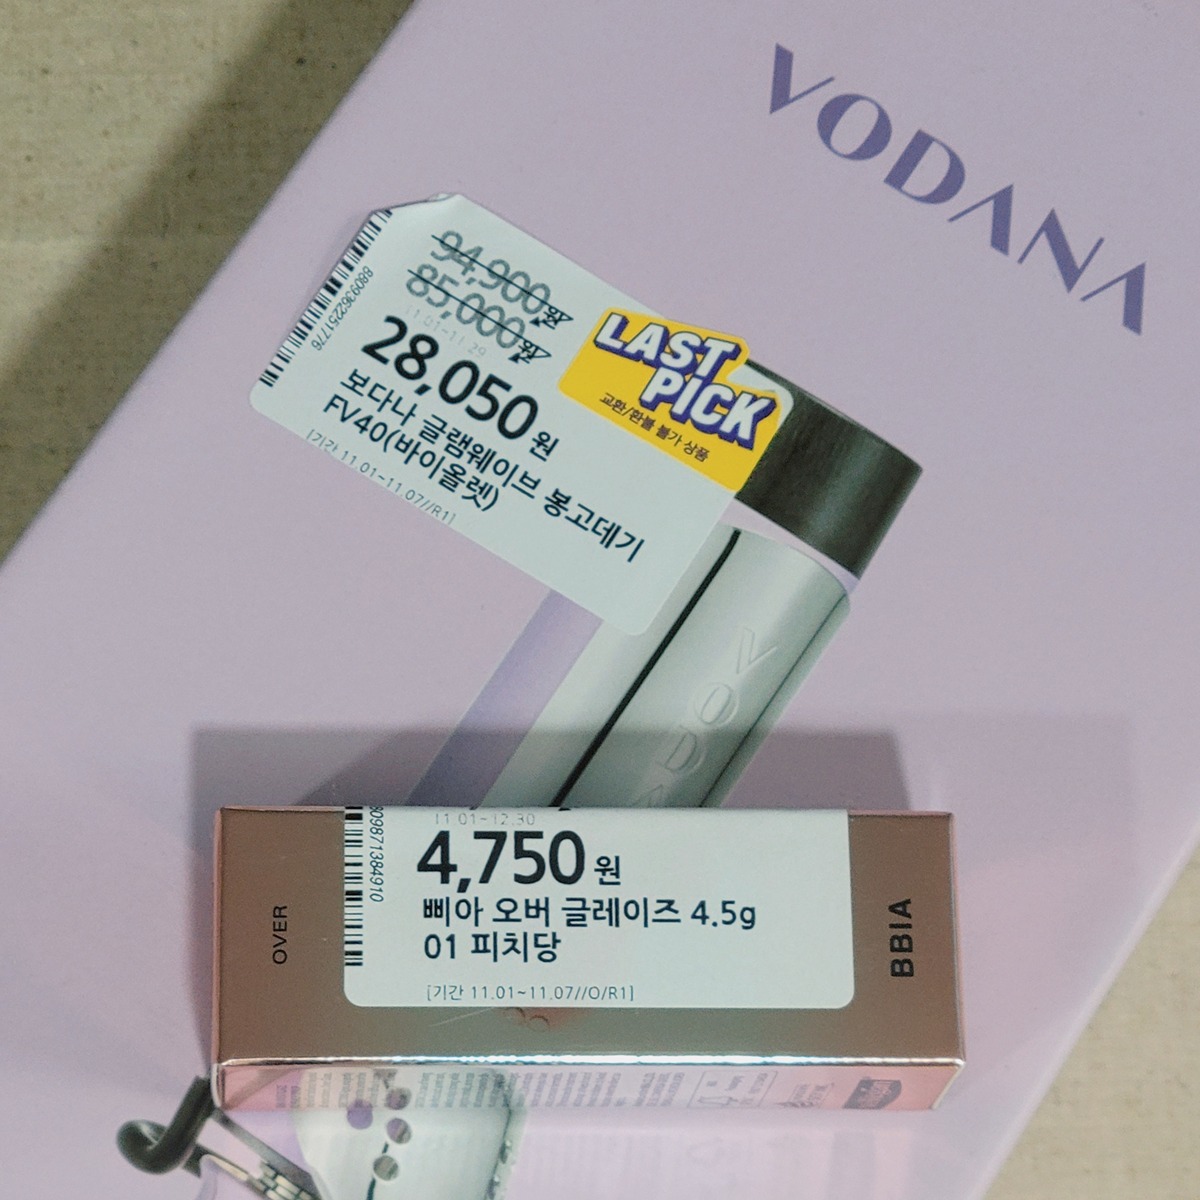 VODANA
94,900원
85,000원
11.01~11.29
28,050원
보다나 글램웨이브 봉고데기
FV40(바이올렛)
[기간 11.01~11.07//R1]
8809362251776
LAST
PICK
교환/환불 불가 상품
VODA
11.01~12.30
4,750원
삐아 오버 글레이즈 4.5g
01 피치당
[기간 11.01~11.07//O/R1]
809871384910
OVER
BBIA